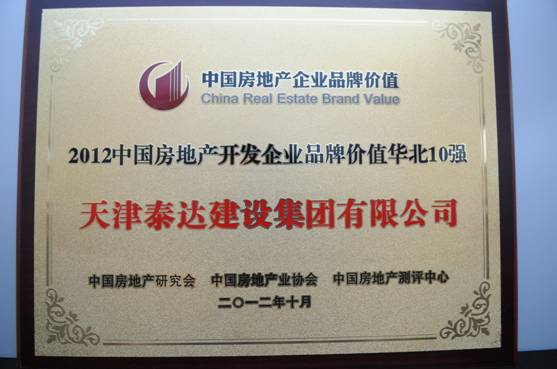 中国房地产企业品牌价值
China Real Estate Brand Value
2012中国房地产开发企业品牌价值华北10强
天津泰达建设集团有限公司
中国房地产研究会 中国房地产业协会 中国房地产测评中心
二〇一二年十月